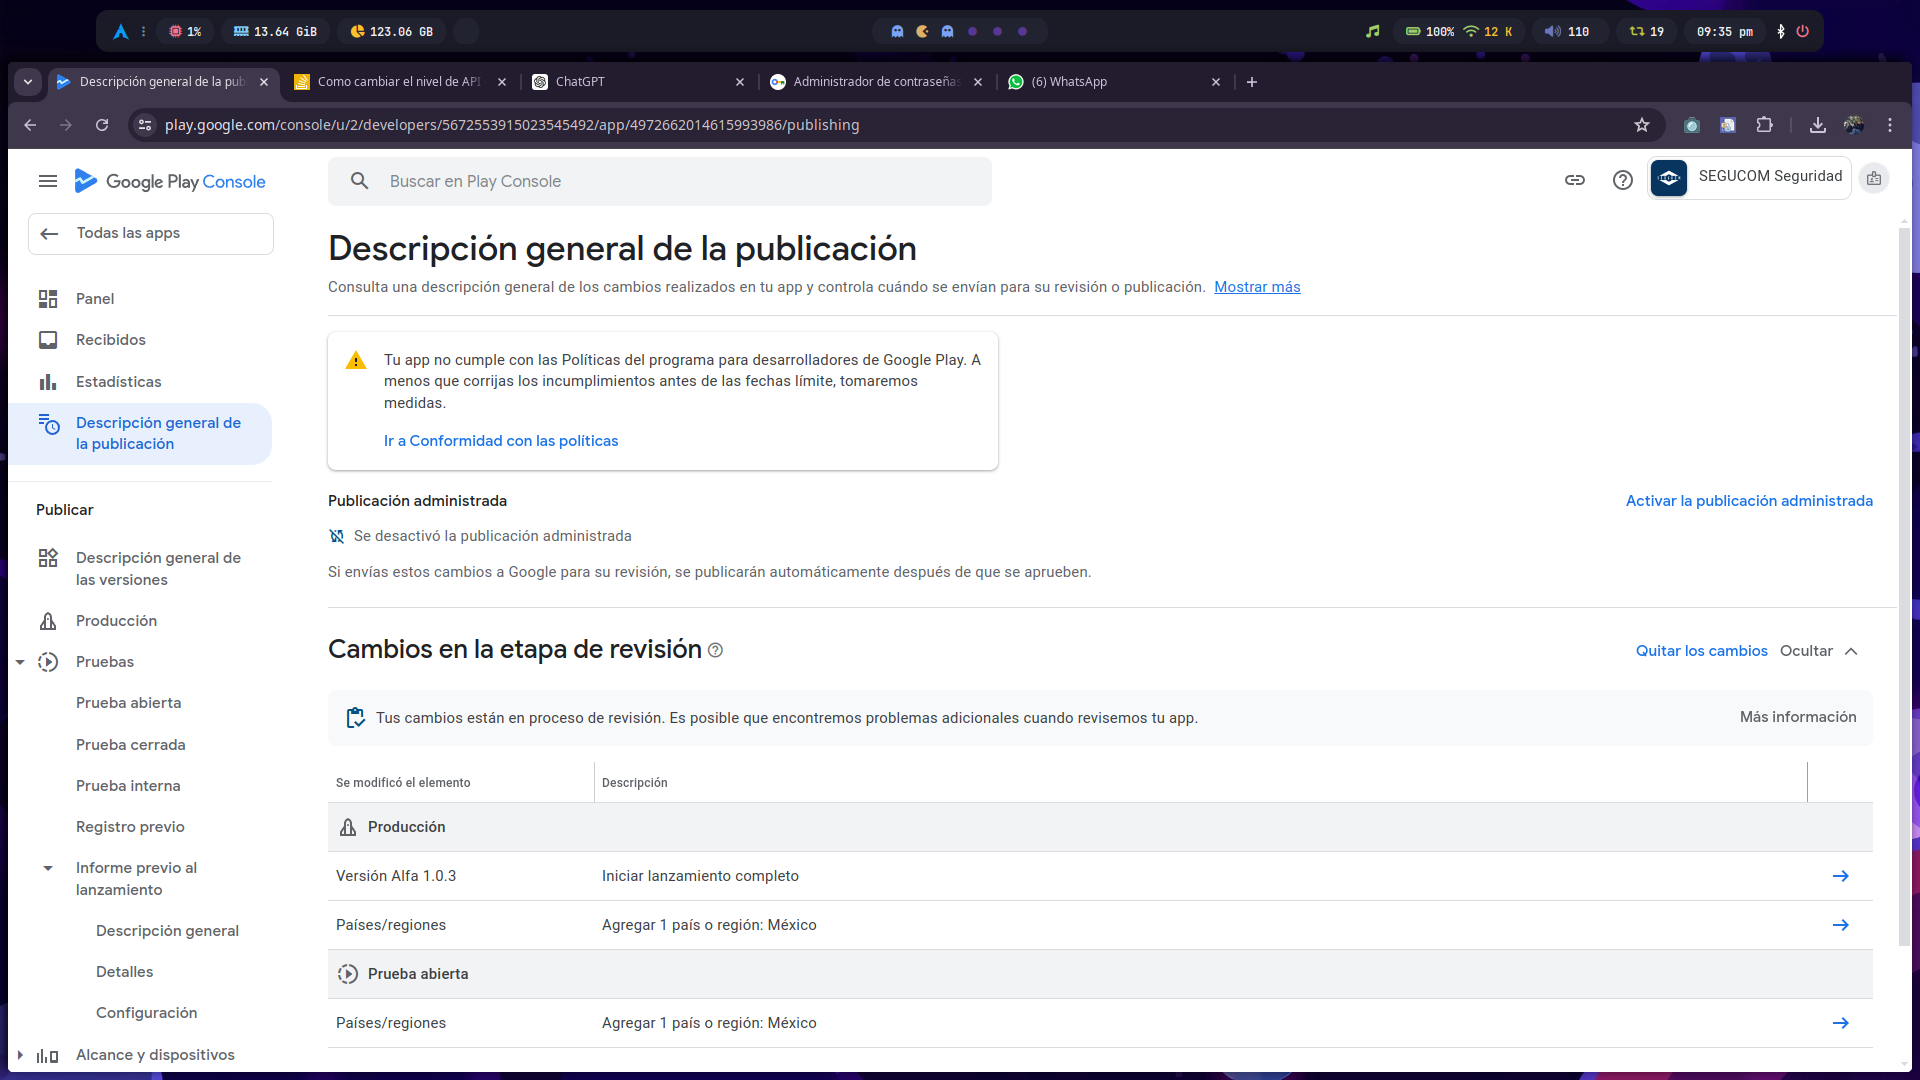 1%
13.64 GiB
123.06 GB
100%
12 K
110
19
09:35 pm
Descripción general de la pub
Como cambiar el nivel de API
ChatGPT
Administrador de contraseñas
(6) WhatsApp
play.google.com/console/u/2/developers/5672553915023545492/app/4972662014615993986/publishing
Google Play Console
Buscar en Play Console
SEGUCOM Seguridad
Todas las apps
Panel
Recibidos
Estadísticas
Descripción general de
la publicación
Publicar
Descripción general de
las versiones
Producción
Pruebas
Prueba abierta
Prueba cerrada
Prueba interna
Registro previo
Informe previo al
lanzamiento
Descripción general
Detalles
Configuración
Alcance y dispositivos
Descripción general de la publicación
Consulta una descripción general de los cambios realizados en tu app y controla cuándo se envían para su revisión o publicación. Mostrar más
Tu app no cumple con las Políticas del programa para desarrolladores de Google Play. A
menos que corrijas los incumplimientos antes de las fechas límite, tomaremos
medidas.
Ir a Conformidad con las políticas
Publicación administrada
Activar la publicación administrada
Se desactivó la publicación administrada
Si envías estos cambios a Google para su revisión, se publicarán automáticamente después de que se aprueben.
Cambios en la etapa de revisión
Quitar los cambios
Ocultar
Tus cambios están en proceso de revisión. Es posible que encontremos problemas adicionales cuando revisemos tu app.
Más información
Se modificó el elemento
Descripción
Producción
Versión Alfa 1.0.3
Iniciar lanzamiento completo
Países/regiones
Agregar 1 país o región: México
Prueba abierta
Países/regiones
Agregar 1 país o región: México